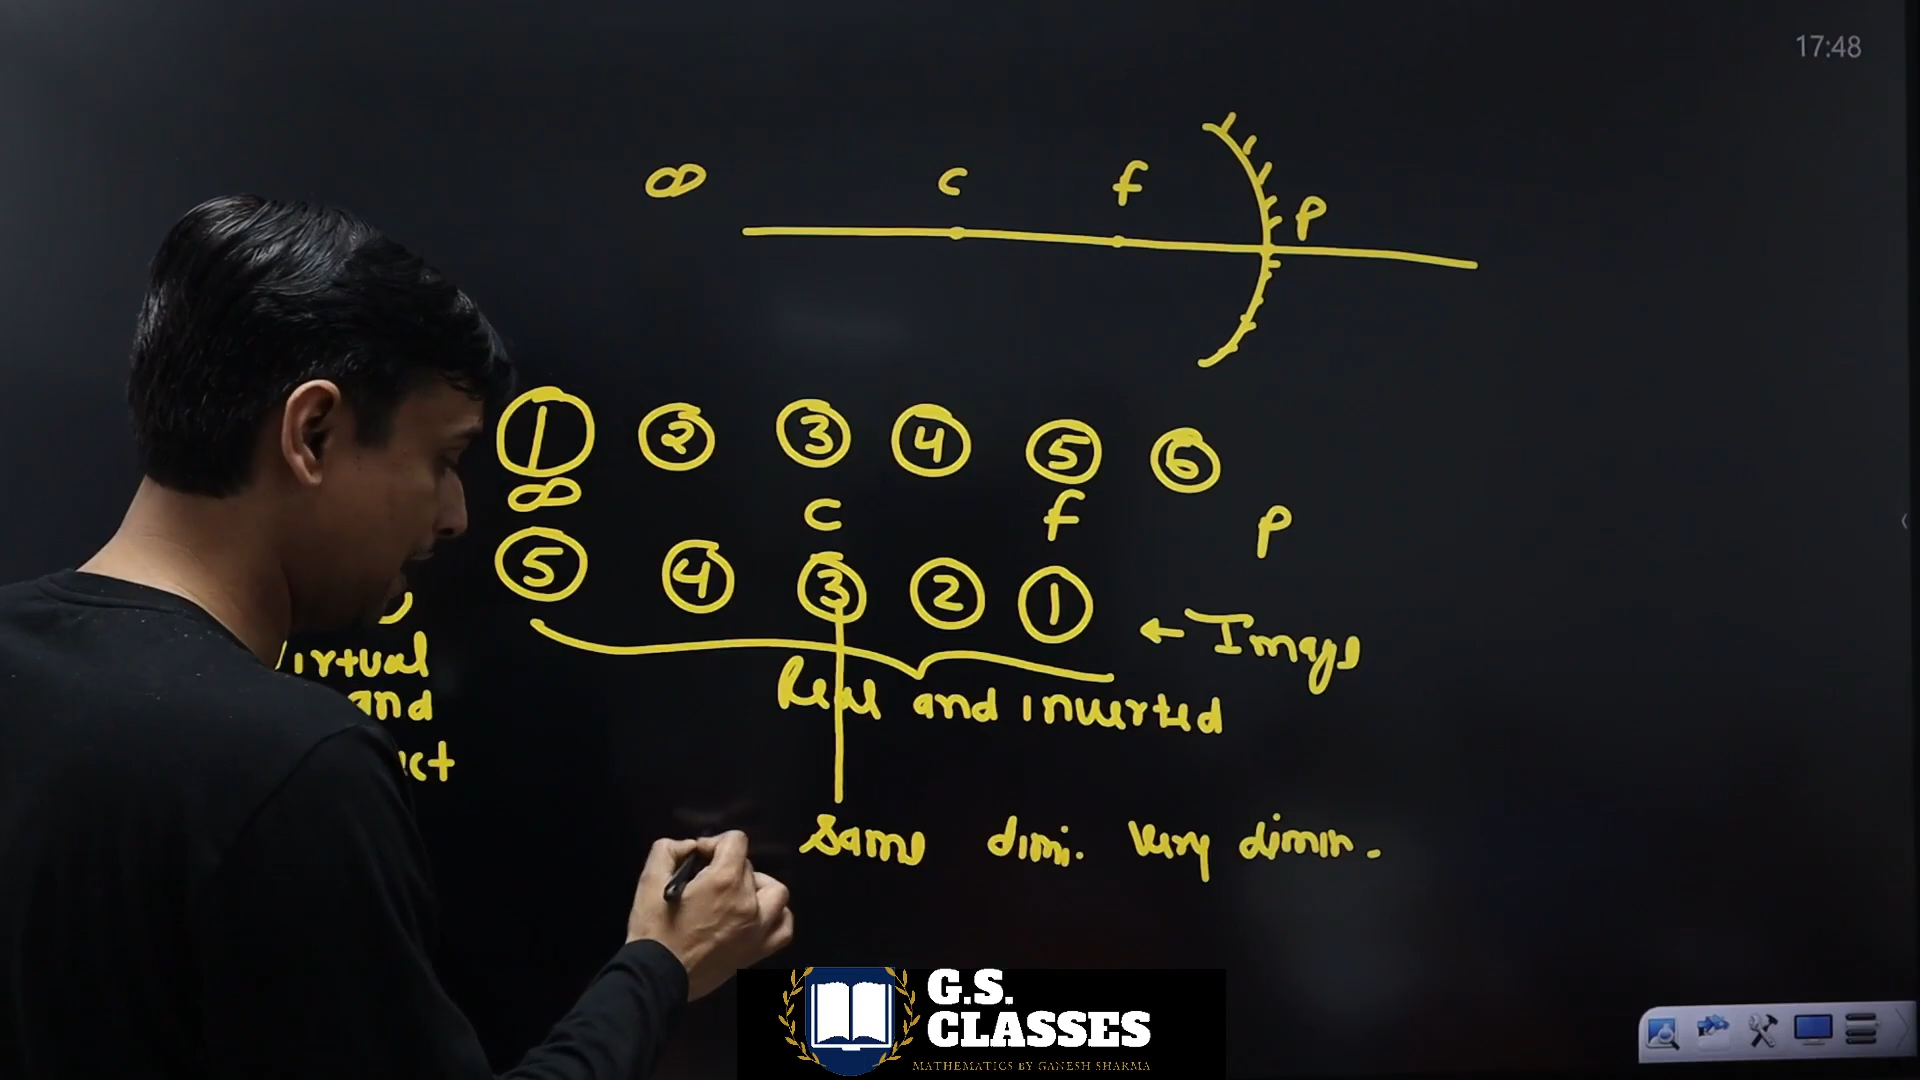 17:48
∞ c f p
① ② ③ ④ ⑤ ⑥
∞ c f p
⑤ ④ ③ ② ① ← Image
irtual
and
ct
Real and inverted
same dimi. very dimin.
G.S.
CLASSES
MATHEMATICS BY GANESH SHARMA